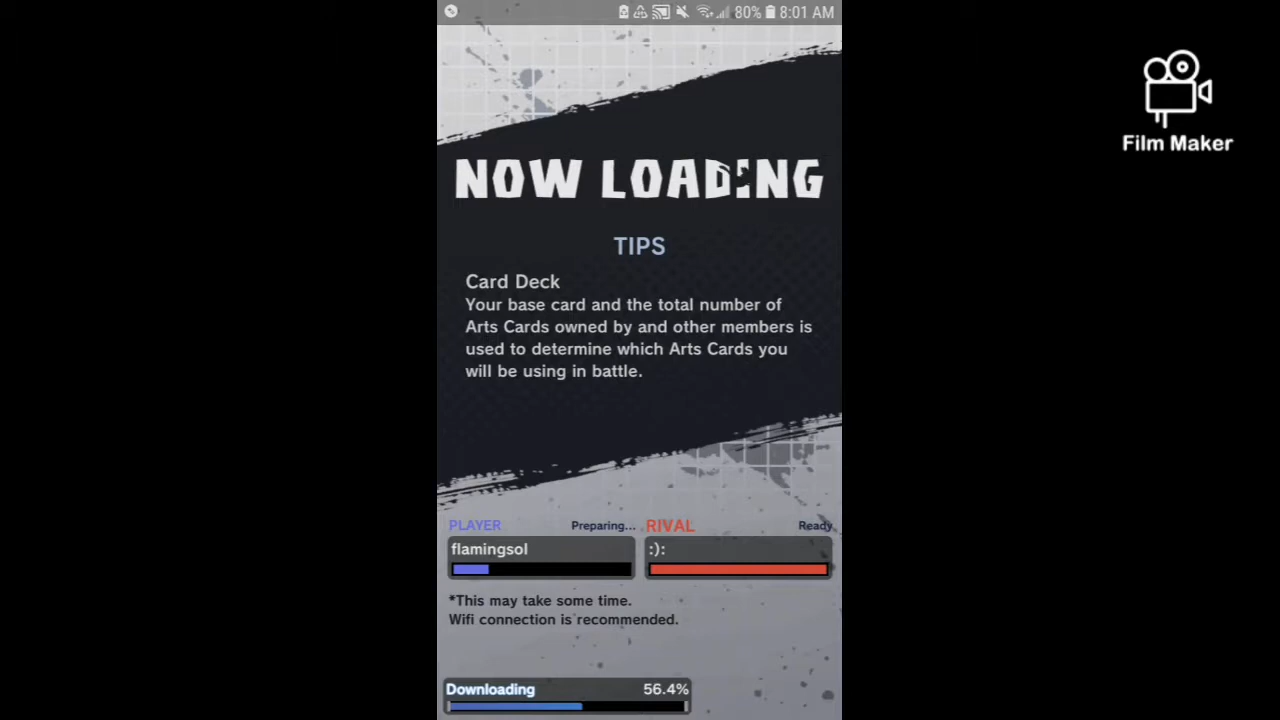 80% 8:01 AM
Film Maker
NOW LOADING
TIPS
Card Deck
Your base card and the total number of
Arts Cards owned by and other members is
used to determine which Arts Cards you
will be using in battle.
PLAYER Preparing... RIVAL Ready
flamingsol :):
*This may take some time.
Wifi connection is recommended.
Downloading 56.4%